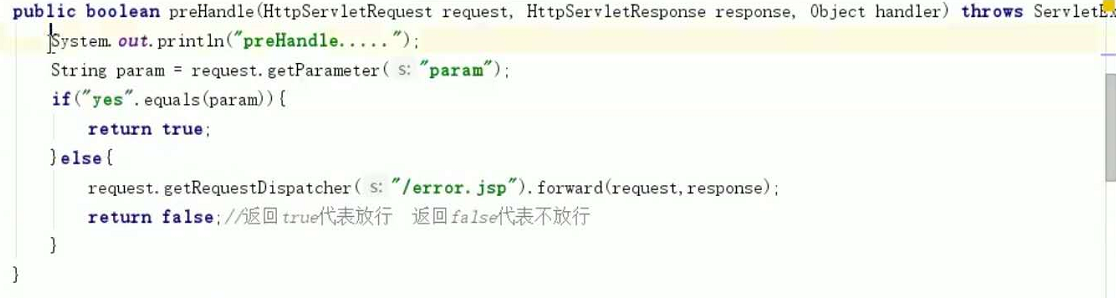 public boolean preHandle(HttpServletRequest request, HttpServletResponse response, Object handler) throws
System.out.println("preHandle.....");
String param = request.getParameter( s: "param");
if("yes".equals(param)){
return true;
}else{
request.getRequestDispatcher( s: "/error.jsp").forward(request,response);
return false;//返回true代表放行 返回false代表不放行
}
}